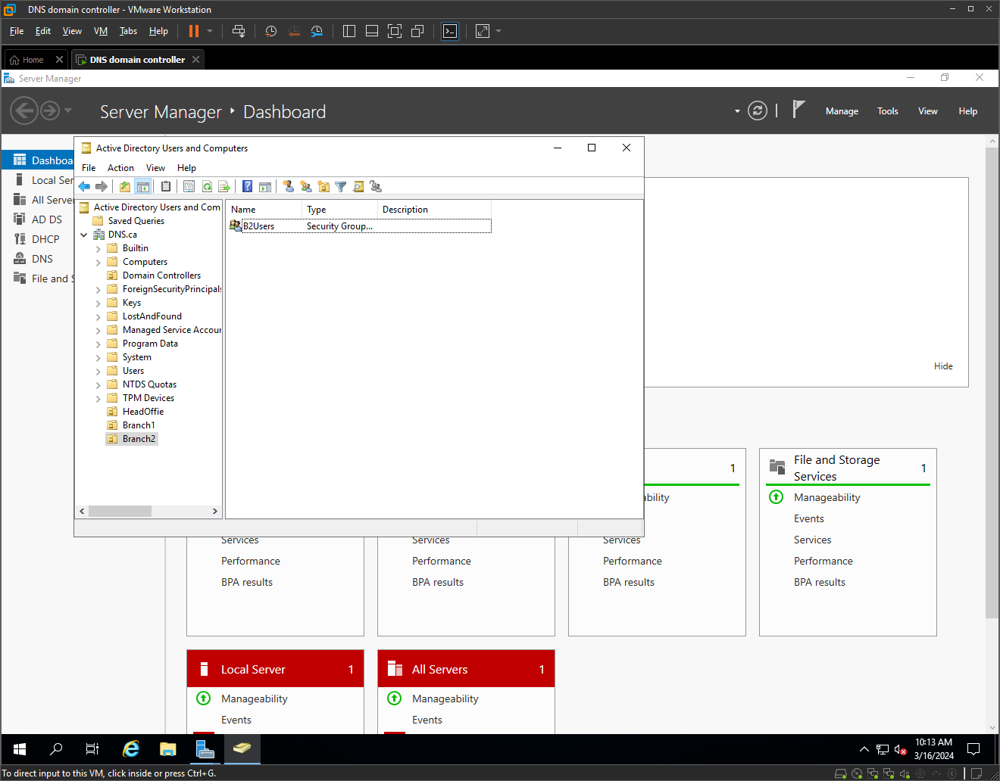 DNS domain controller - VMware Workstation
File Edit View VM Tabs Help
Home DNS domain controller
Server Manager
Server Manager Dashboard
Manage Tools View Help
Active Directory Users and Computers
File Action View Help
Dashboa
Local Ser
All Server
AD DS
DHCP
DNS
File and S
Active Directory Users and Com
Saved Queries
DNS.ca
Builtin
Computers
Domain Controllers
ForeignSecurityPrincipals
Keys
LostAndFound
Managed Service Accour
Program Data
System
Users
NTDS Quotas
TPM Devices
HeadOffie
Branch1
Branch2
Name Type Description
B2Users Security Group...
Hide
1
ability
Services
Performance
BPA results
Services
Performance
BPA results
Services
Performance
BPA results
File and Storage
Services
1
Manageability
Events
Services
Performance
BPA results
Local Server 1
Manageability
Events
All Servers 1
Manageability
Events
10:13 AM
3/16/2024
To direct input to this VM, click inside or press Ctrl+G.